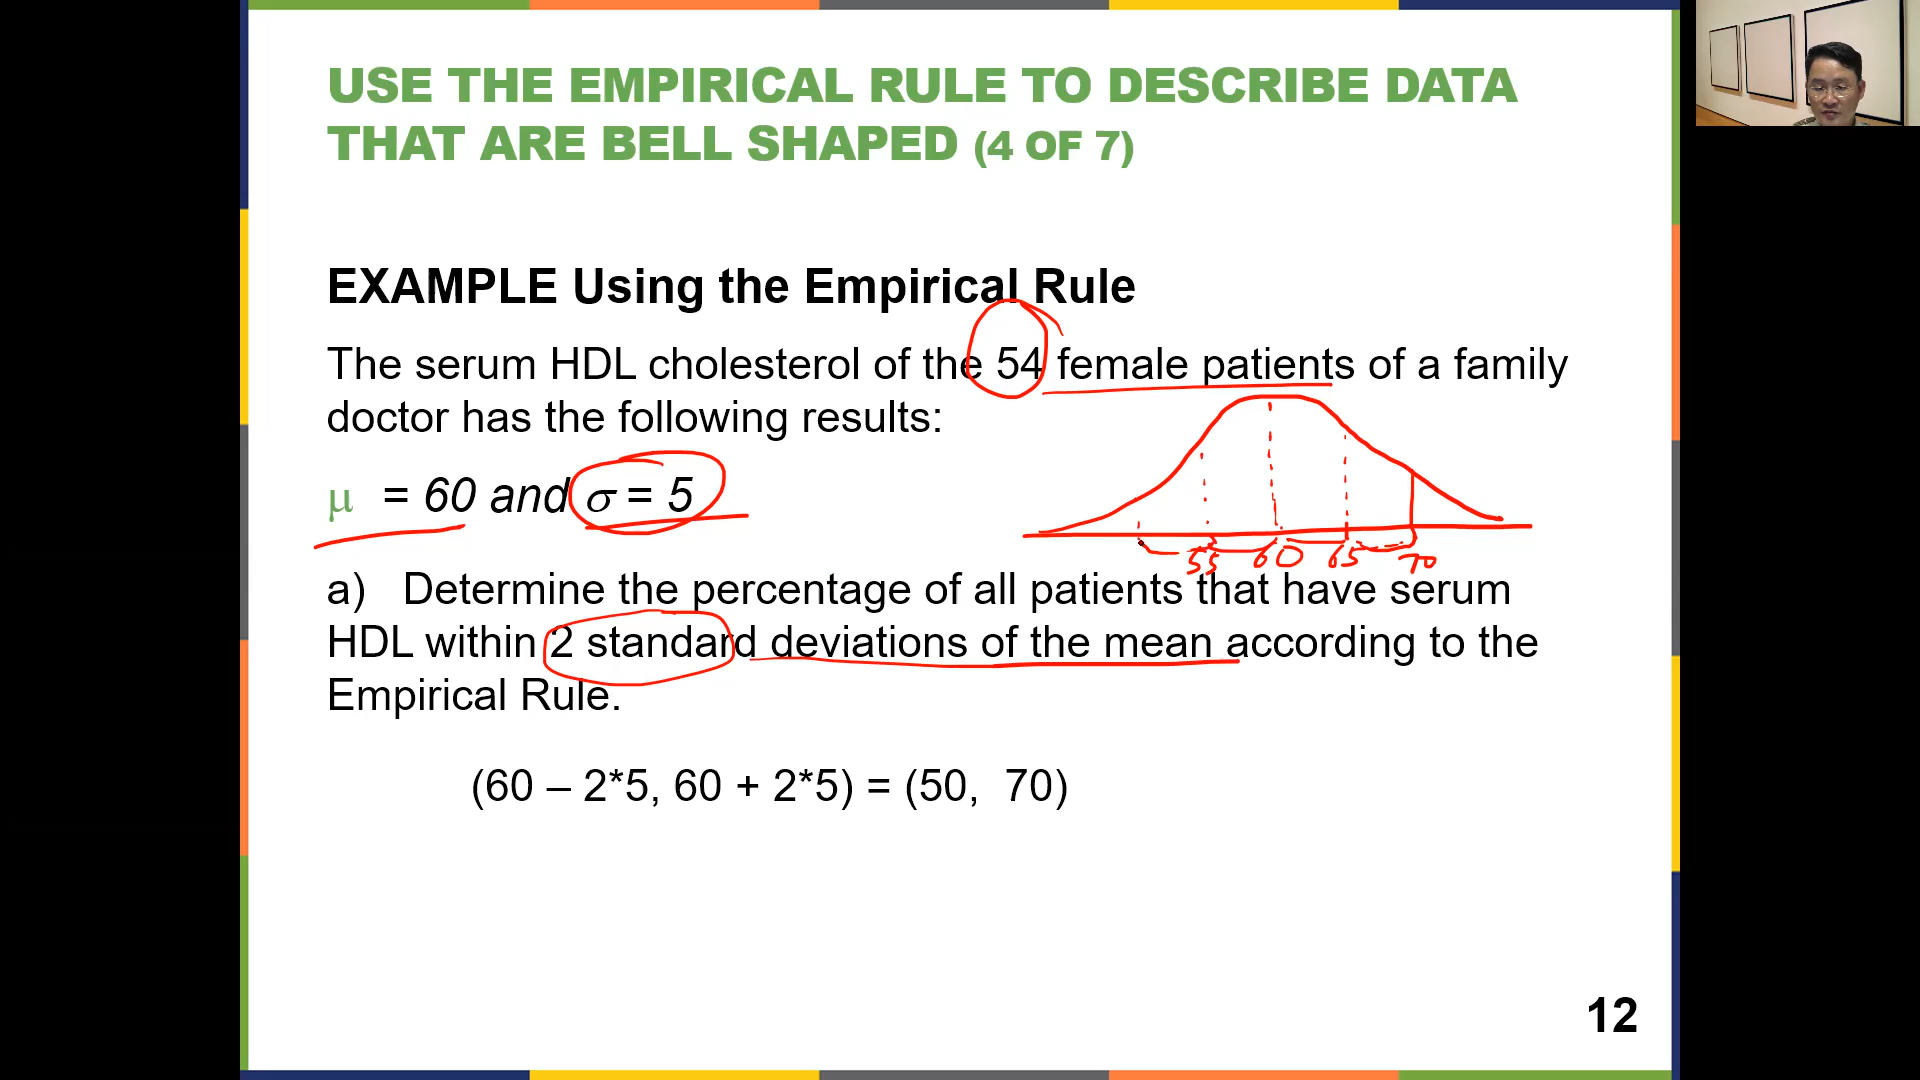 USE THE EMPIRICAL RULE TO DESCRIBE DATA
THAT ARE BELL SHAPED (4 OF 7)
EXAMPLE Using the Empirical Rule
The serum HDL cholesterol of the 54 female patients of a family
doctor has the following results:
μ = 60 and σ = 5
55 60 65 70
a) Determine the percentage of all patients that have serum
HDL within 2 standard deviations of the mean according to the
Empirical Rule.
(60 – 2*5, 60 + 2*5) = (50, 70)
12